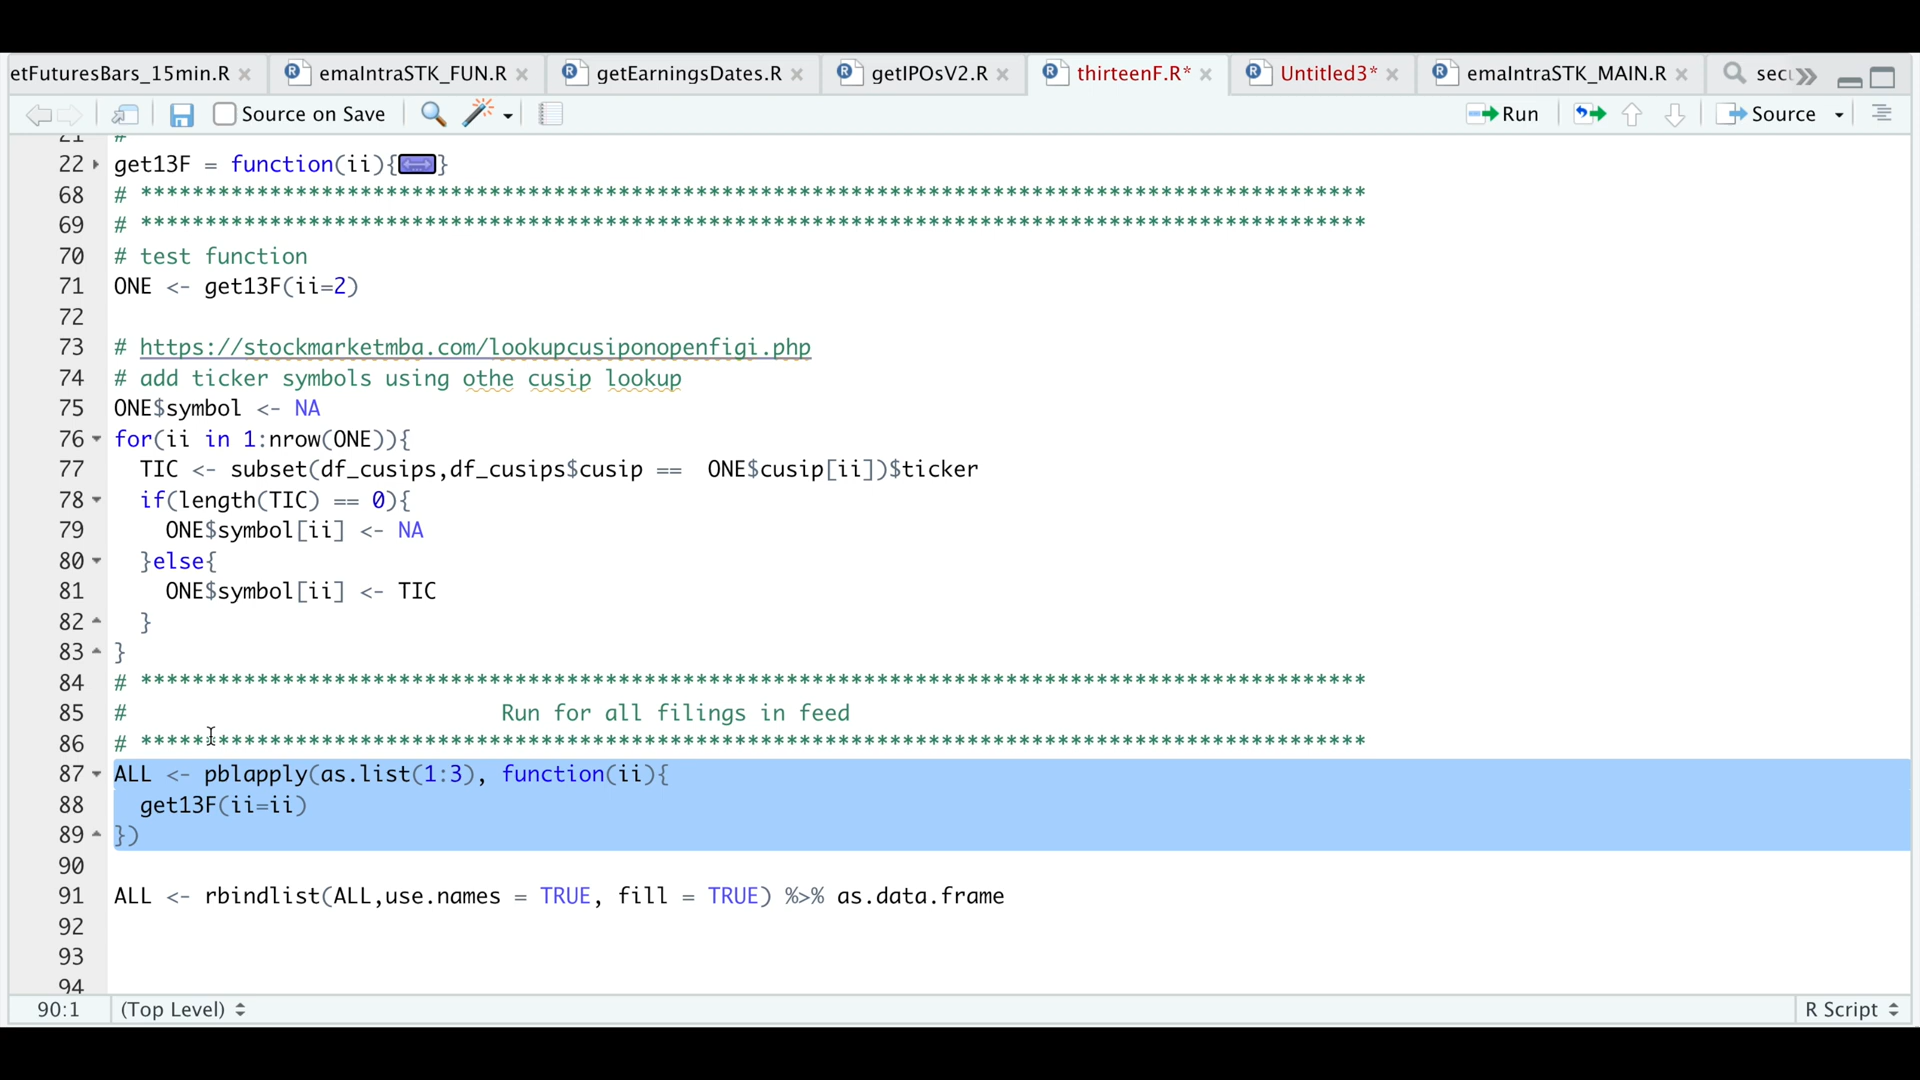 etFuturesBars_15min.R
emaIntraSTK_FUN.R
getEarningsDates.R
getIPOsV2.R
thirteenF.R*
Untitled3*
emaIntraSTK_MAIN.R
Source on Save
Run
Source
21 #
22 get13F = function(ii){}
68 # ***********************************************************************************************
69 # ***********************************************************************************************
70 # test function
71 ONE <- get13F(ii=2)
72
73 # https://stockmarketmba.com/lookupcusiponopenfigi.php
74 # add ticker symbols using othe cusip lookup
75 ONE$symbol <- NA
76 for(ii in 1:nrow(ONE)){
77 TIC <- subset(df_cusips,df_cusips$cusip ==  ONE$cusip[ii])$ticker
78 if(length(TIC) == 0){
79 ONE$symbol[ii] <- NA
80 }else{
81 ONE$symbol[ii] <- TIC
82 }
83 }
84 # ***********************************************************************************************
85 # Run for all filings in feed
86 # ***********************************************************************************************
87 ALL <- pblapply(as.list(1:3), function(ii){
88 get13F(ii=ii)
89 })
90
91 ALL <- rbindlist(ALL,use.names = TRUE, fill = TRUE) %>% as.data.frame
92
93
94
90:1 (Top Level) R Script